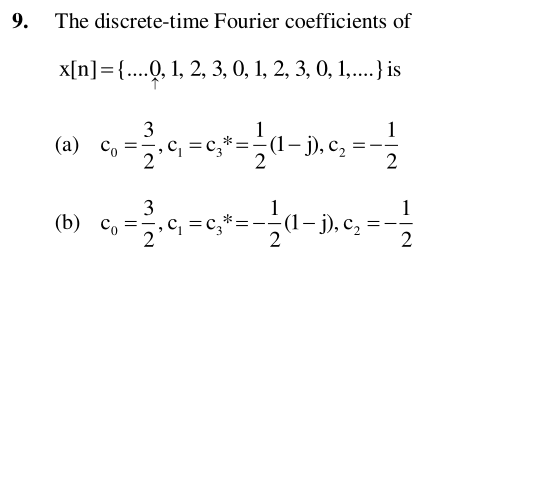 9. The discrete-time Fourier coefficients of
x[n]={....0, 1, 2, 3, 0, 1, 2, 3, 0, 1,....} is
↑
(a) c₀ = 3/2, c₁ = c₃* = 1/2(1− j), c₂ = −1/2
(b) c₀ = 3/2, c₁ = c₃* = −1/2(1− j), c₂ = −1/2